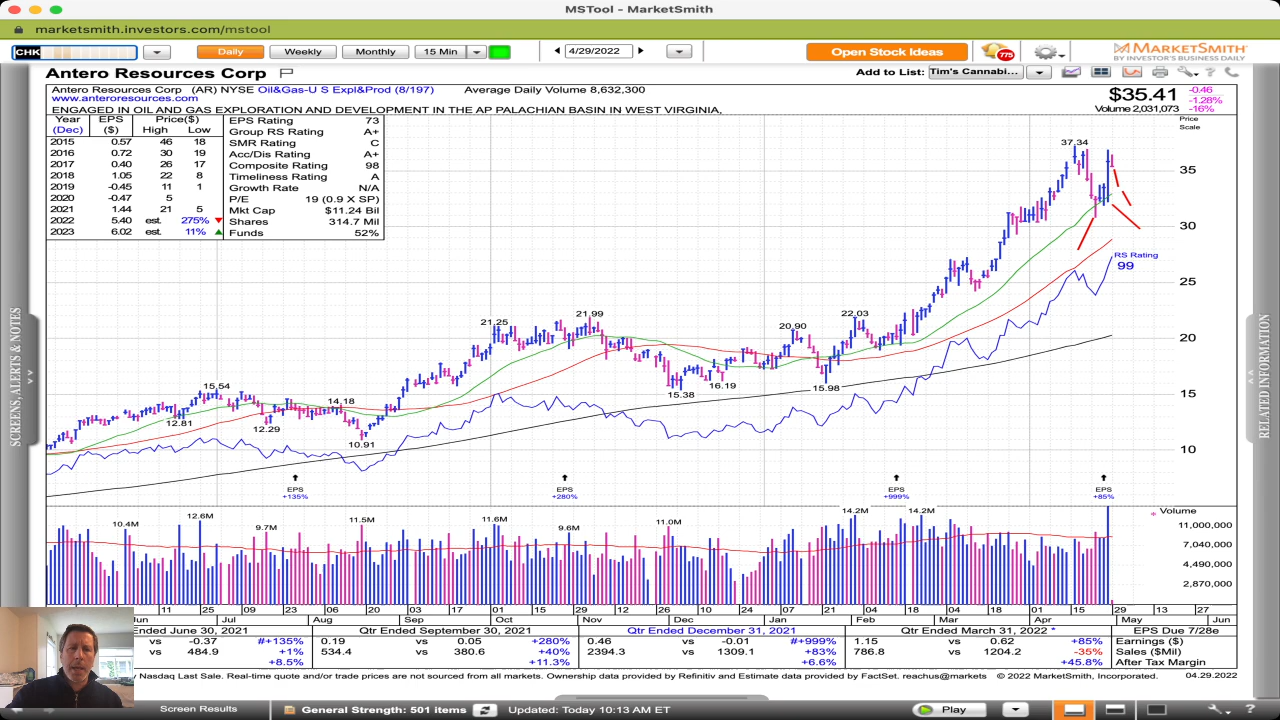 MSTool - MarketSmith
marketsmith.investors.com/mstool
CHK Daily Weekly Monthly 15 Min 4/29/2022 Open Stock Ideas 775 MARKETSMITH
BY INVESTOR'S BUSINESS DAILY
Antero Resources Corp Add to List: Tim's Cannabi... ?
Antero Resources Corp (AR) NYSE Oil&Gas-U S Expl&Prod (8/197) Average Daily Volume 8,632,300 $35.41 -0.46
www.anteroresources.com -1.28%
ENGAGED IN OIL AND GAS EXPLORATION AND DEVELOPMENT IN THE AP PALACHIAN BASIN IN WEST VIRGINIA, Volume 2,031,073 -16%
Year EPS Price($)
(Dec) ($) High Low
2015 0.57 46 18
2016 0.72 30 19
2017 0.40 26 17
2018 1.05 22 8
2019 -0.45 11 1
2020 -0.47 5
2021 1.44 21 5
2022 5.40 est. 275%
2023 6.02 est. 11%
EPS Rating 73
Group RS Rating A+
SMR Rating C
Acc/Dis Rating A+
Composite Rating 98
Timeliness Rating A
Growth Rate N/A
P/E 19 (0.9 X SP)
Mkt Cap $11.24 Bil
Shares 314.7 Mil
Funds 52%
Price
Scale
37.34
35
30
RS Rating
99
25
21.25 21.99 20.90 22.03
20
15.54 14.18 15.38 16.19 15.98
15
12.81 12.29 10.91
10
EPS EPS EPS EPS
+135% +280% +999% +85%
Volume
10.4M 12.6M 9.7M 11.5M 11.6M 9.6M 11.0M 14.2M 14.2M
11,000,000
7,040,000
4,490,000
2,870,000
11 25 09 23 06 20 03 17 01 15 29 12 26 10 24 07 21 04 18 04 18 01 15 29 13 27
Jun Jul Aug Sep Oct Nov Dec Jan Feb Mar Apr May Jun
Ended June 30, 2021 Qtr Ended September 30, 2021 Qtr Ended December 31, 2021 Qtr Ended March 31, 2022 * EPS Due 7/28e
vs -0.37 #+135% 0.19 vs 0.05 +280% 0.46 vs -0.01 #+999% 1.15 vs 0.62 +85% Earnings ($)
vs 484.9 +1% 534.4 vs 380.6 +40% 2394.3 vs 1309.1 +83% 786.8 vs 1204.2 -35% Sales ($Mil)
+8.5% +11.3% +6.6% +45.8% After Tax Margin
y Nasdaq Last Sale. Real-time quote and/or trade prices are not sourced from all markets. Ownership data provided by Refinitiv and Estimate data provided by FactSet. reachus@markets © 2022 MarketSmith, Inc. 04.29.2022
SCREENS, ALERTS & NOTES
RELATED INFORMATION
Screen Results General Strength: 501 items Updated: Today 10:13 AM ET Play ?